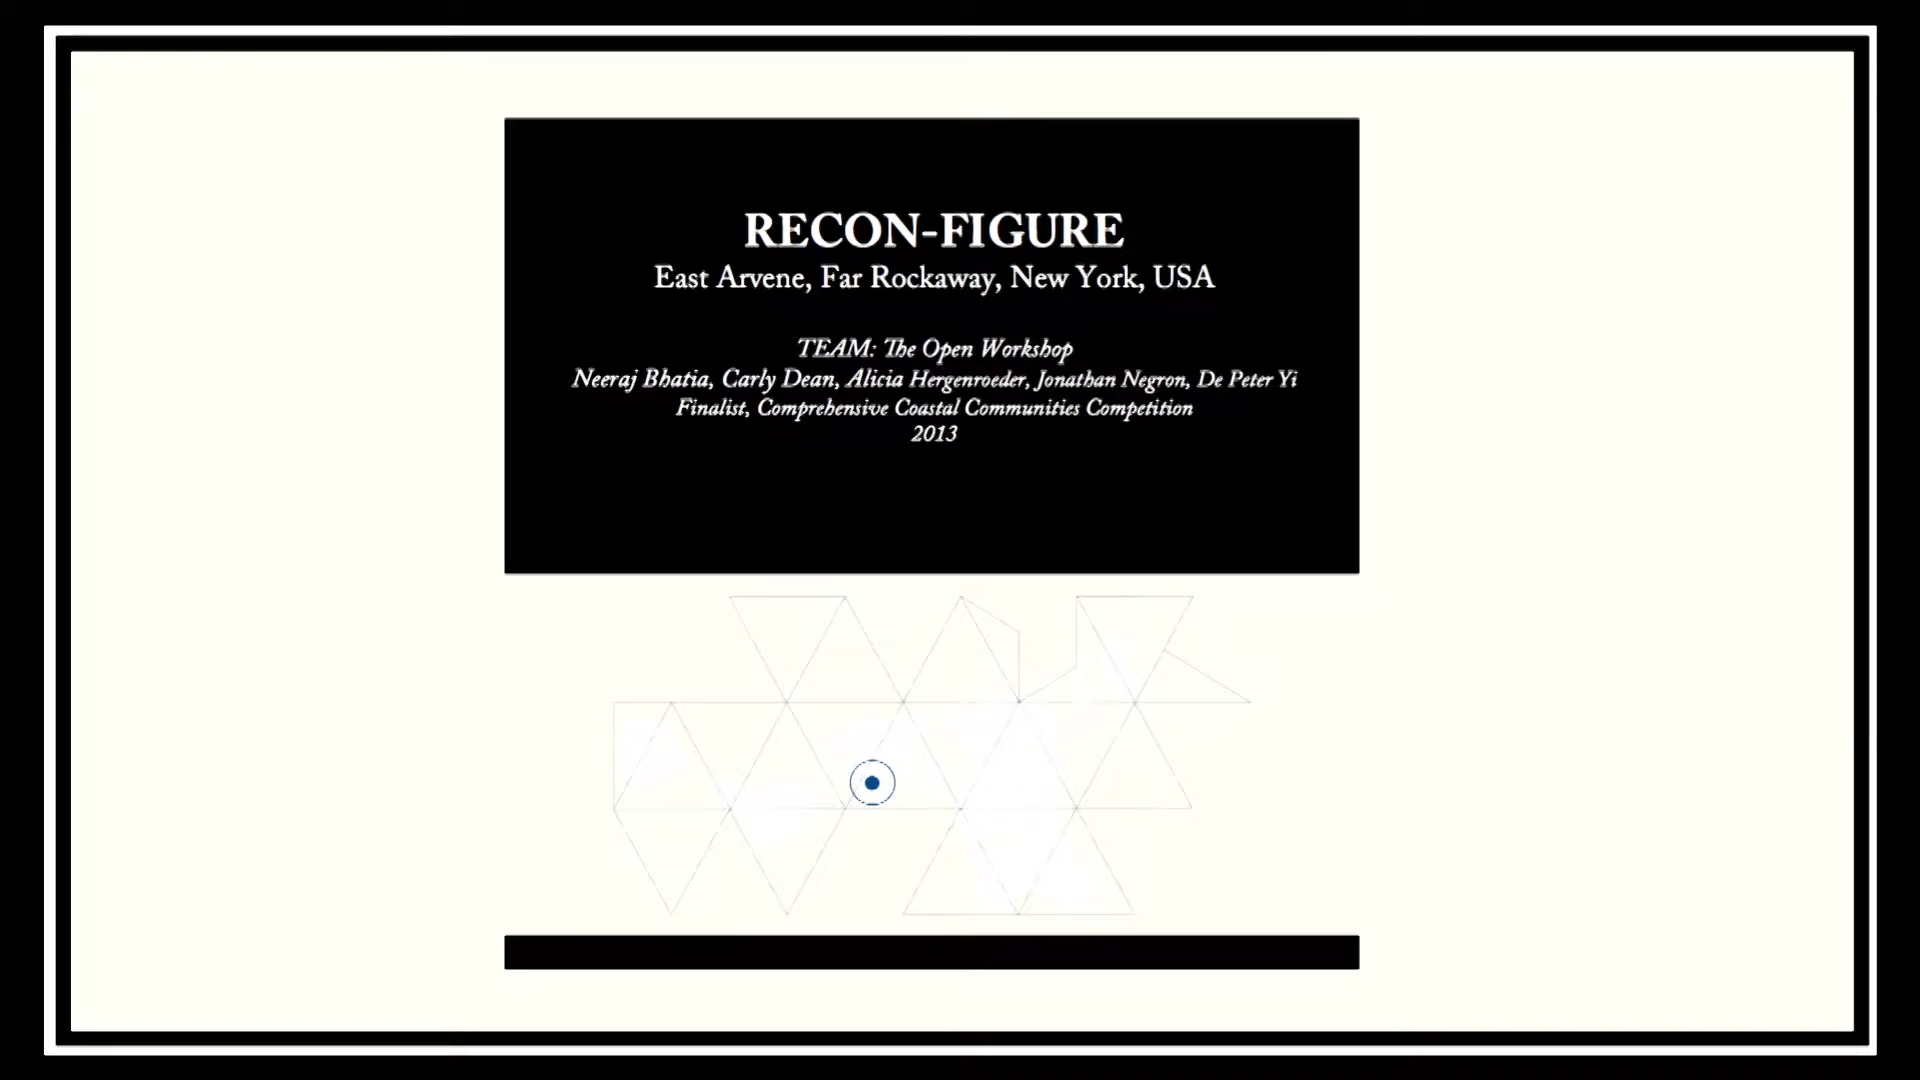 RECON-FIGURE
East Arvene, Far Rockaway, New York, USA
TEAM: The Open Workshop
Neeraj Bhatia, Carly Dean, Alicia Hergenroeder, Jonathan Negron, De Peter Yi
Finalist, Comprehensive Coastal Communities Competition
2013